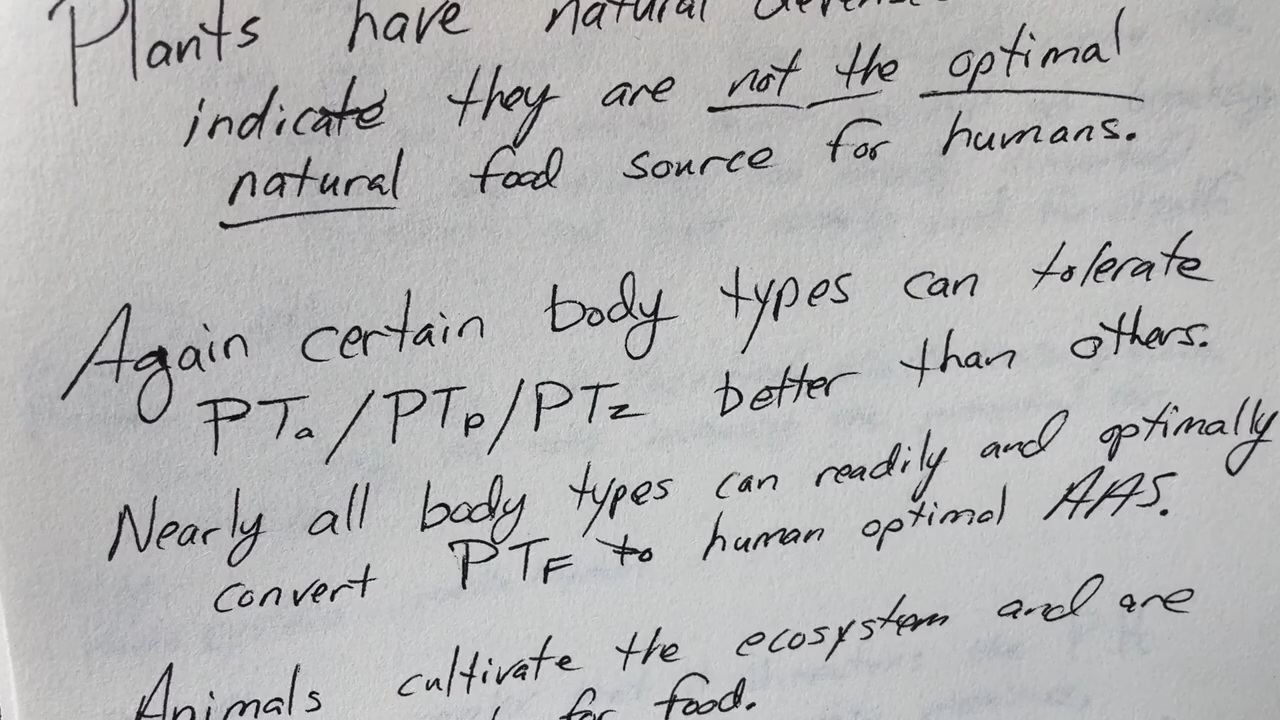 Plants have natural
indicate they are not the optimal
natural food source for humans.
Again certain body types can tolerate
PTa/PTp/PTz better than others.
Nearly all body types can readily and optimally
convert PTF to human optimal AAS.
Animals cultivate the ecosystem and are
for food.